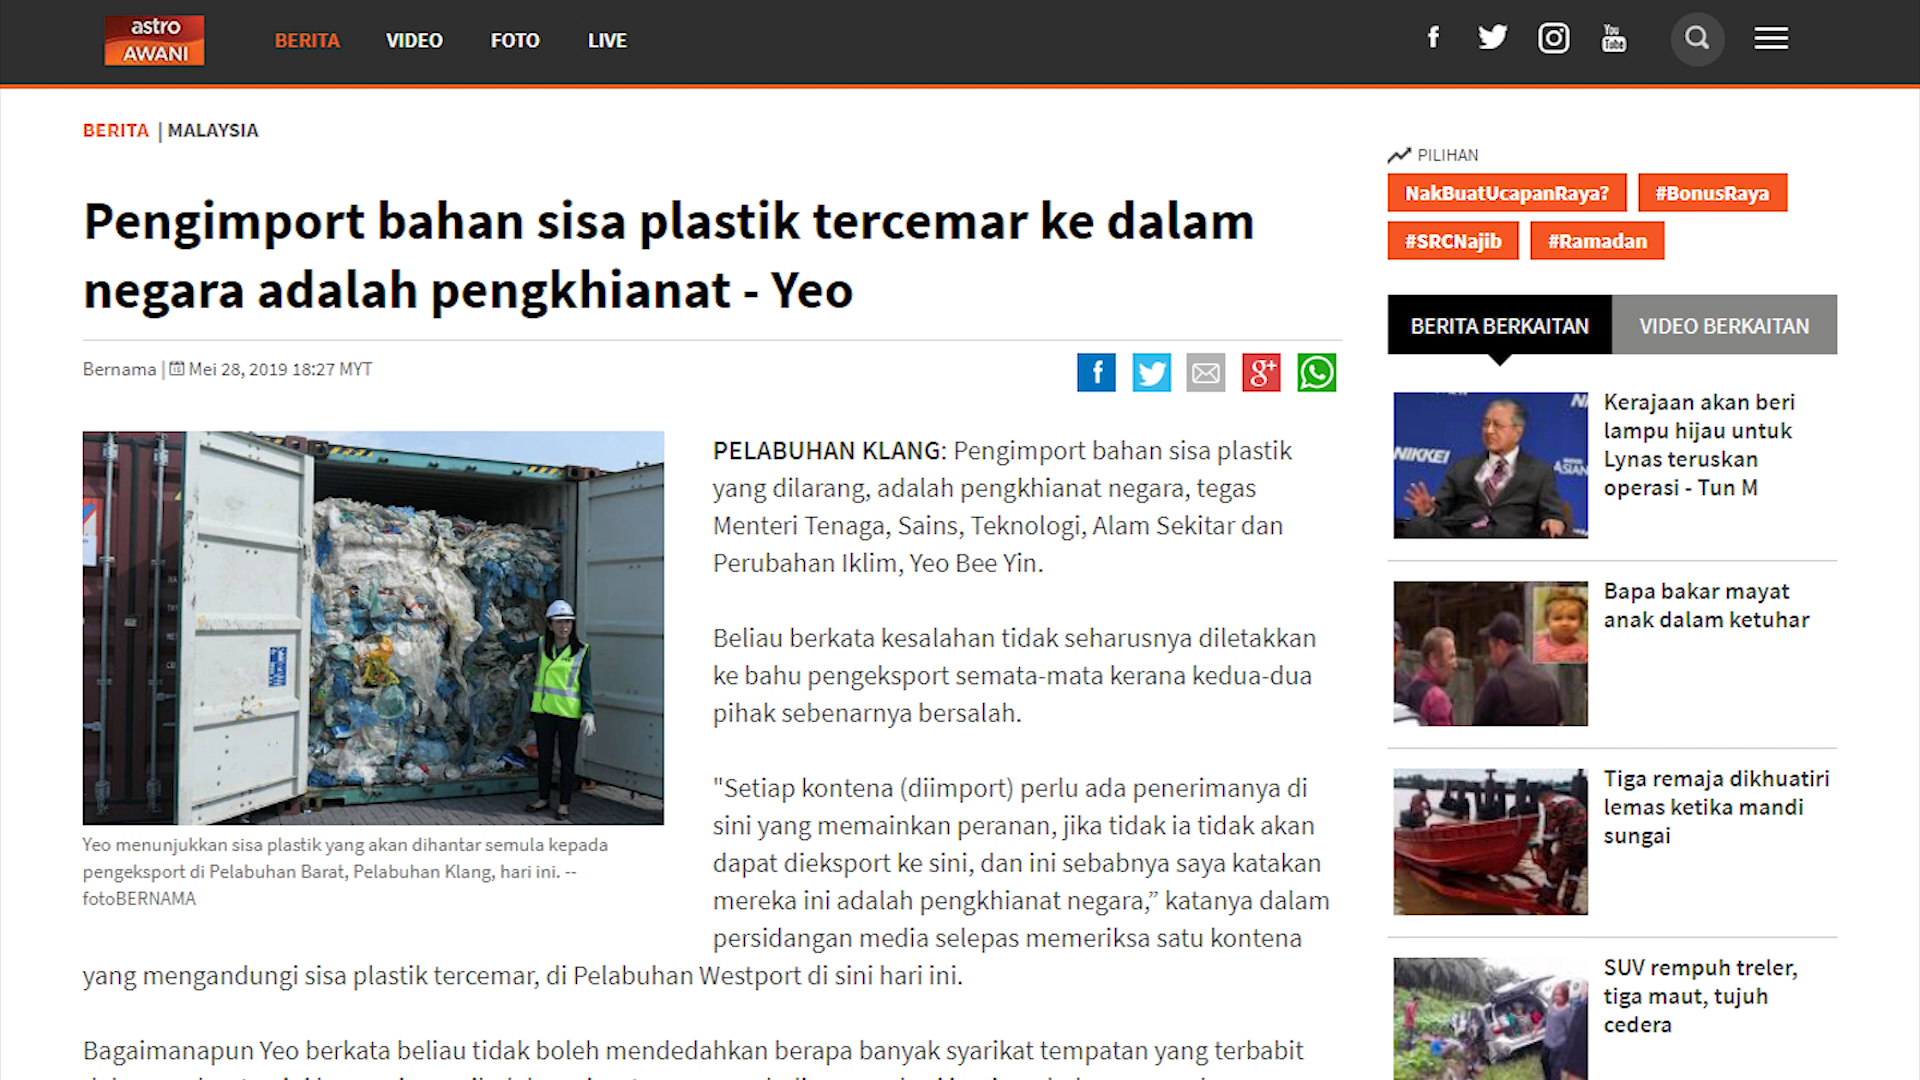 astro
AWANI
BERITA
VIDEO
FOTO
LIVE
You
Tube
BERITA | MALAYSIA
Pengimport bahan sisa plastik tercemar ke dalam
negara adalah pengkhianat - Yeo
Bernama | Mei 28, 2019 18:27 MYT
Yeo menunjukkan sisa plastik yang akan dihantar semula kepada
pengeksport di Pelabuhan Barat, Pelabuhan Klang, hari ini. --
fotoBERNAMA
PELABUHAN KLANG: Pengimport bahan sisa plastik
yang dilarang, adalah pengkhianat negara, tegas
Menteri Tenaga, Sains, Teknologi, Alam Sekitar dan
Perubahan Iklim, Yeo Bee Yin.
Beliau berkata kesalahan tidak seharusnya diletakkan
ke bahu pengeksport semata-mata kerana kedua-dua
pihak sebenarnya bersalah.
"Setiap kontena (diimport) perlu ada penerimanya di
sini yang memainkan peranan, jika tidak ia tidak akan
dapat dieksport ke sini, dan ini sebabnya saya katakan
mereka ini adalah pengkhianat negara,” katanya dalam
persidangan media selepas memeriksa satu kontena
yang mengandungi sisa plastik tercemar, di Pelabuhan Westport di sini hari ini.
Bagaimanapun Yeo berkata beliau tidak boleh mendedahkan berapa banyak syarikat tempatan yang terbabit
PILIHAN
NakBuatUcapanRaya?
#BonusRaya
#SRCNajib
#Ramadan
BERITA BERKAITAN
VIDEO BERKAITAN
NIKKEI
ASIAN
Kerajaan akan beri
lampu hijau untuk
Lynas teruskan
operasi - Tun M
Bapa bakar mayat
anak dalam ketuhar
Tiga remaja dikhuatiri
lemas ketika mandi
sungai
SUV rempuh treler,
tiga maut, tujuh
cedera